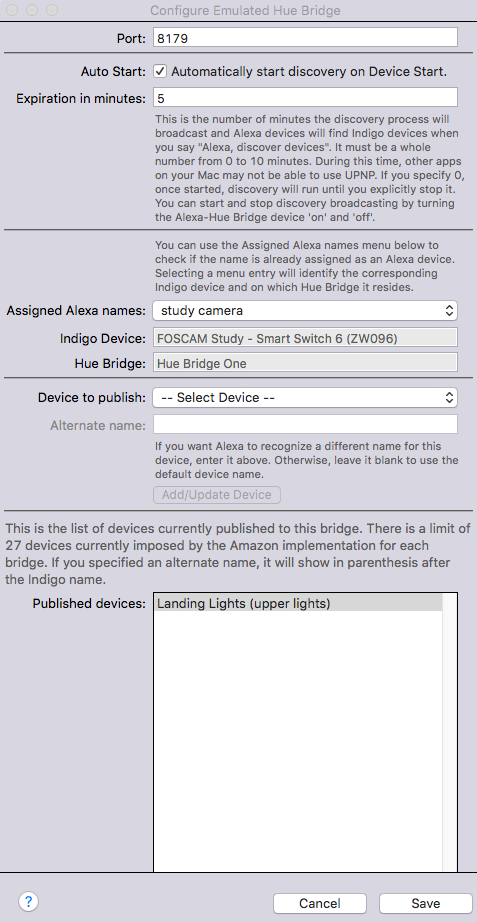 Configure Emulated Hue Bridge
Port: 8179
Auto Start: Automatically start discovery on Device Start.
Expiration in minutes: 5
This is the number of minutes the discovery process will
broadcast and Alexa devices will find Indigo devices when
you say "Alexa, discover devices". It must be a whole
number from 0 to 10 minutes. During this time, other apps
on your Mac may not be able to use UPNP. If you specify 0,
once started, discovery will run until you explicitly stop it.
You can start and stop discovery broadcasting by turning
the Alexa-Hue Bridge device 'on' and 'off'.
You can use the Assigned Alexa names menu below to
check if the name is already assigned as an Alexa device.
Selecting a menu entry will identify the corresponding
Indigo device and on which Hue Bridge it resides.
Assigned Alexa names: study camera
Indigo Device: FOSCAM Study - Smart Switch 6 (ZW096)
Hue Bridge: Hue Bridge One
Device to publish: -- Select Device --
Alternate name:
If you want Alexa to recognize a different name for this
device, enter it above. Otherwise, leave it blank to use the
default device name.
Add/Update Device
This is the list of devices currently published to this bridge. There is a limit of
27 devices currently imposed by the Amazon implementation for each
bridge. If you specified an alternate name, it will show in parenthesis after
the Indigo name.
Published devices: Landing Lights (upper lights)
? Cancel Save